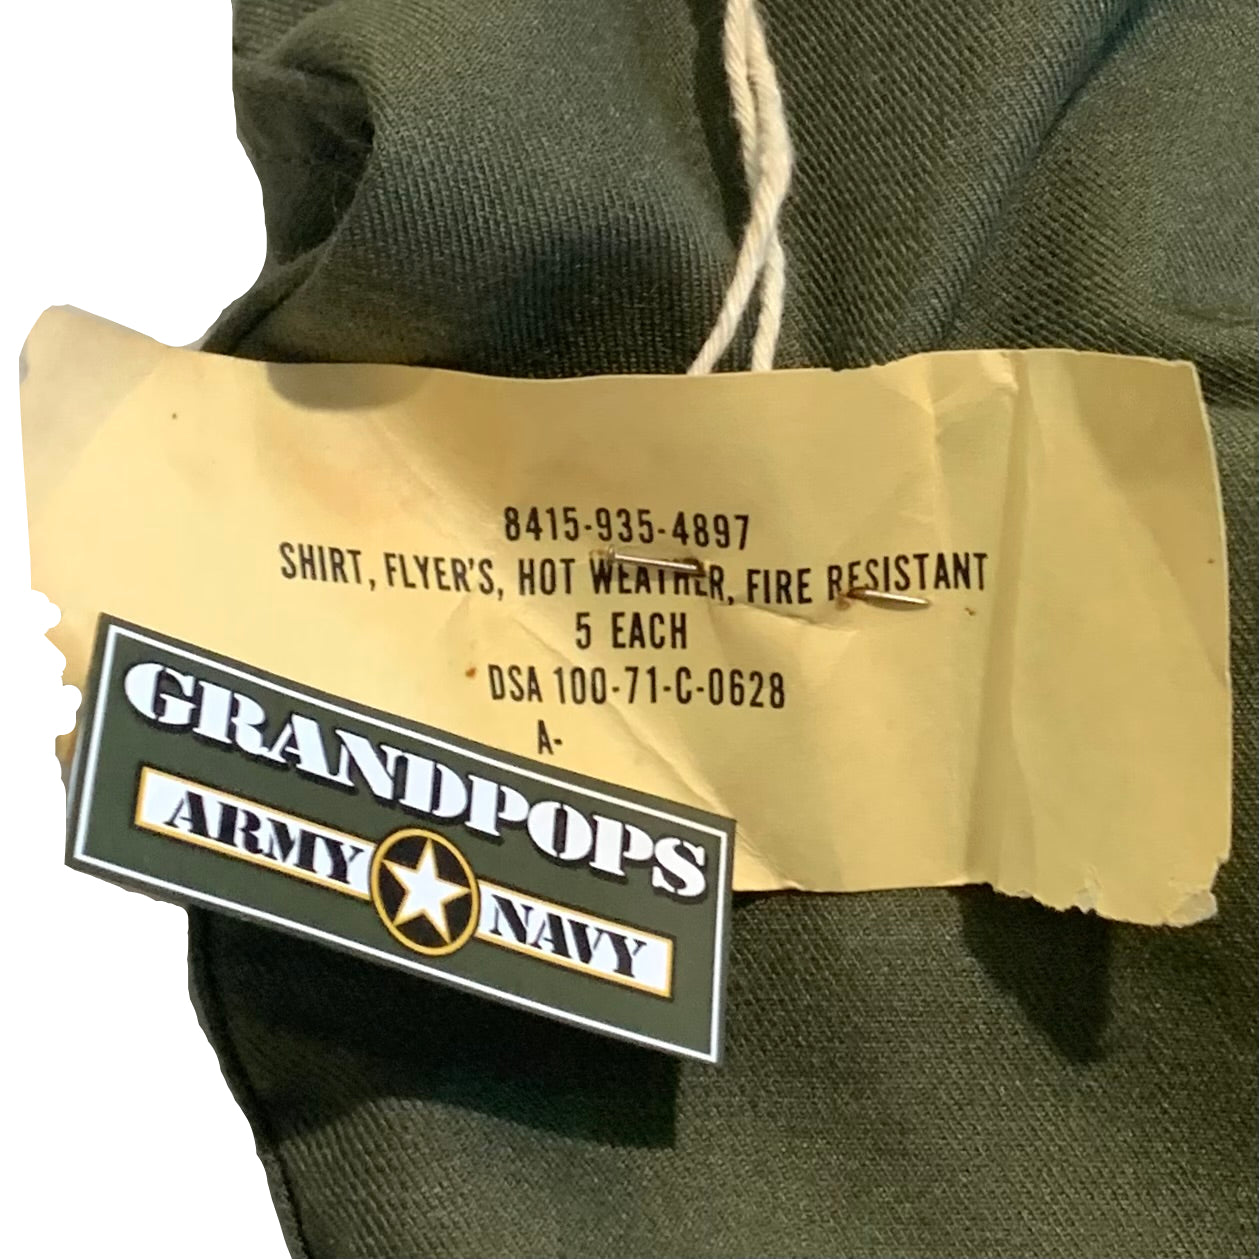 8415-935-4897
SHIRT, FLYER'S, HOT WEATHER, FIRE RESISTANT
5 EACH
DSA 100-71-C-0628
A-
GRANDPOPS
ARMY NAVY